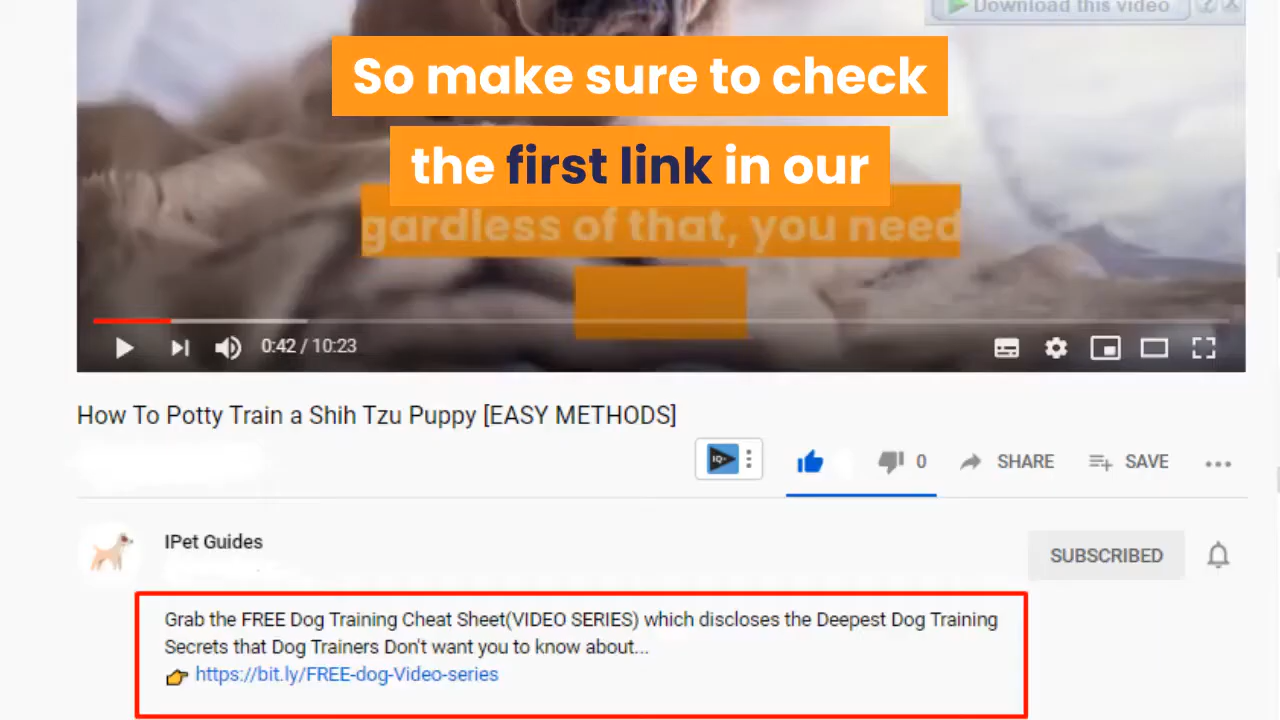 Download this video
So make sure to check
the first link in our
gardless of that, you need
0:42 / 10:23
How To Potty Train a Shih Tzu Puppy [EASY METHODS]
IQ
0
SHARE
SAVE
IPet Guides
SUBSCRIBED
Grab the FREE Dog Training Cheat Sheet(VIDEO SERIES) which discloses the Deepest Dog Training
Secrets that Dog Trainers Don't want you to know about...
👉 https://bit.ly/FREE-dog-Video-series